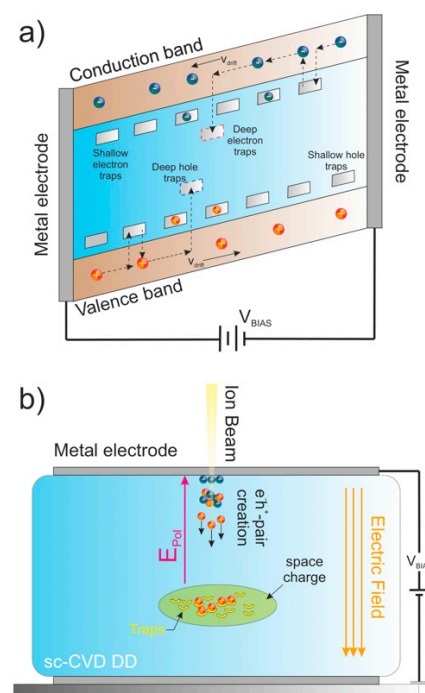 a)
Conduction band
v_drift
Metal electrode
Metal electrode
Shallow electron
traps
Deep
electron
traps
Deep hole
traps
Shallow hole
traps
v_drift
Valence band
V_BIAS
b)
Ion Beam
Metal electrode
e⁻h⁺-pair
creation
E_Pol
Electric Field
space
charge
Traps
sc-CVD DD